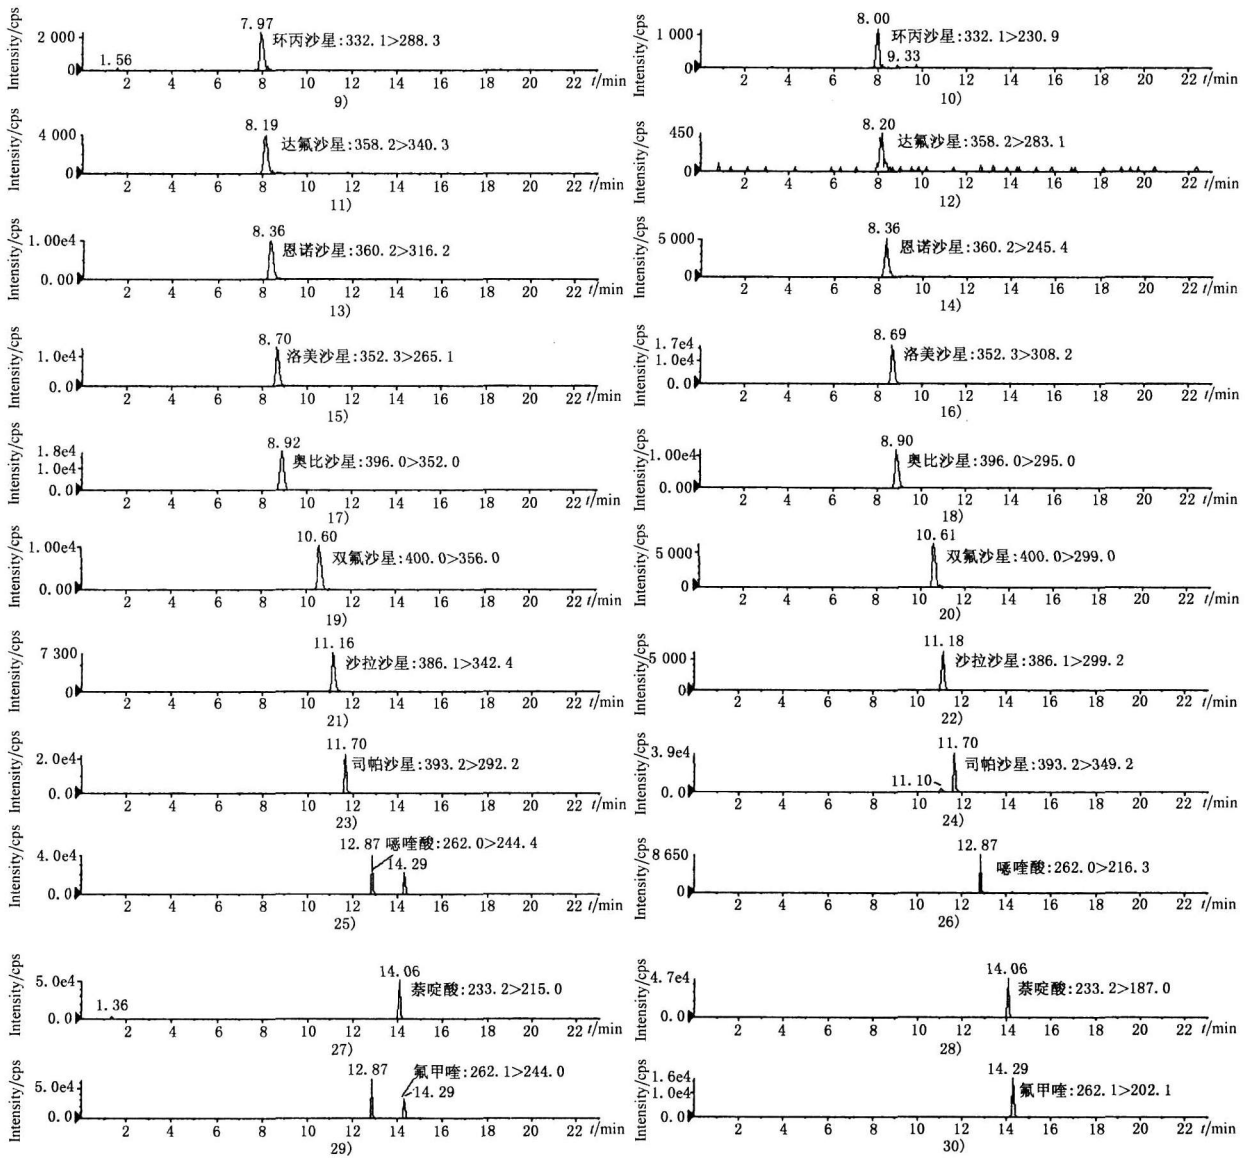 7.97
Intensity/cps
2 000
环丙沙星:332.1>288.3
1.56
0
2 4 6 8 10 12 14 16 18 20 22 t/min
9)
8.00
Intensity/cps
1 000
环丙沙星:332.1>230.9
9.33
0
2 4 6 8 10 12 14 16 18 20 22 t/min
10)
8.19
Intensity/cps
4 000
达氟沙星:358.2>340.3
0
2 4 6 8 10 12 14 16 18 20 22 t/min
11)
8.20
Intensity/cps
450
达氟沙星:358.2>283.1
0
2 4 6 8 10 12 14 16 18 20 22 t/min
12)
8.36
Intensity/cps
1.00e4
恩诺沙星:360.2>316.2
0.00
2 4 6 8 10 12 14 16 18 20 22 t/min
13)
8.36
Intensity/cps
5 000
恩诺沙星:360.2>245.4
0
2 4 6 8 10 12 14 16 18 20 22 t/min
14)
8.70
Intensity/cps
1.0e4
洛美沙星:352.3>265.1
0.0
2 4 6 8 10 12 14 16 18 20 22 t/min
15)
8.69
Intensity/cps
1.7e4
1.0e4
洛美沙星:352.3>308.2
0.0
2 4 6 8 10 12 14 16 18 20 22 t/min
16)
8.92
Intensity/cps
1.8e4
1.0e4
奥比沙星:396.0>352.0
0.0
2 4 6 8 10 12 14 16 18 20 22 t/min
17)
8.90
Intensity/cps
1.00e4
奥比沙星:396.0>295.0
0.00
2 4 6 8 10 12 14 16 18 20 22 t/min
18)
10.60
Intensity/cps
1.00e4
双氟沙星:400.0>356.0
0.00
2 4 6 8 10 12 14 16 18 20 22 t/min
19)
10.61
Intensity/cps
5 000
双氟沙星:400.0>299.0
0
2 4 6 8 10 12 14 16 18 20 22 t/min
20)
11.16
Intensity/cps
7 300
沙拉沙星:386.1>342.4
0
2 4 6 8 10 12 14 16 18 20 22 t/min
21)
11.18
Intensity/cps
5 000
沙拉沙星:386.1>299.2
0
2 4 6 8 10 12 14 16 18 20 22 t/min
22)
11.70
Intensity/cps
2.0e4
司帕沙星:393.2>292.2
0.0
2 4 6 8 10 12 14 16 18 20 22 t/min
23)
11.70
Intensity/cps
3.9e4
司帕沙星:393.2>349.2
11.10
0.0
2 4 6 8 10 12 14 16 18 20 22 t/min
24)
12.87 噁喹酸:262.0>244.4
Intensity/cps
4.0e4
14.29
0.0
2 4 6 8 10 12 14 16 18 20 22 t/min
25)
12.87
Intensity/cps
8 650
噁喹酸:262.0>216.3
0
2 4 6 8 10 12 14 16 18 20 22 t/min
26)
14.06
Intensity/cps
5.0e4
萘啶酸:233.2>215.0
1.36
0.0
2 4 6 8 10 12 14 16 18 20 22 t/min
27)
14.06
Intensity/cps
4.7e4
萘啶酸:233.2>187.0
0.0
2 4 6 8 10 12 14 16 18 20 22 t/min
28)
12.87
氟甲喹:262.1>244.0
Intensity/cps
5.0e4
14.29
0.0
2 4 6 8 10 12 14 16 18 20 22 t/min
29)
14.29
Intensity/cps
1.6e4
1.0e4
氟甲喹:262.1>202.1
0.0
2 4 6 8 10 12 14 16 18 20 22 t/min
30)